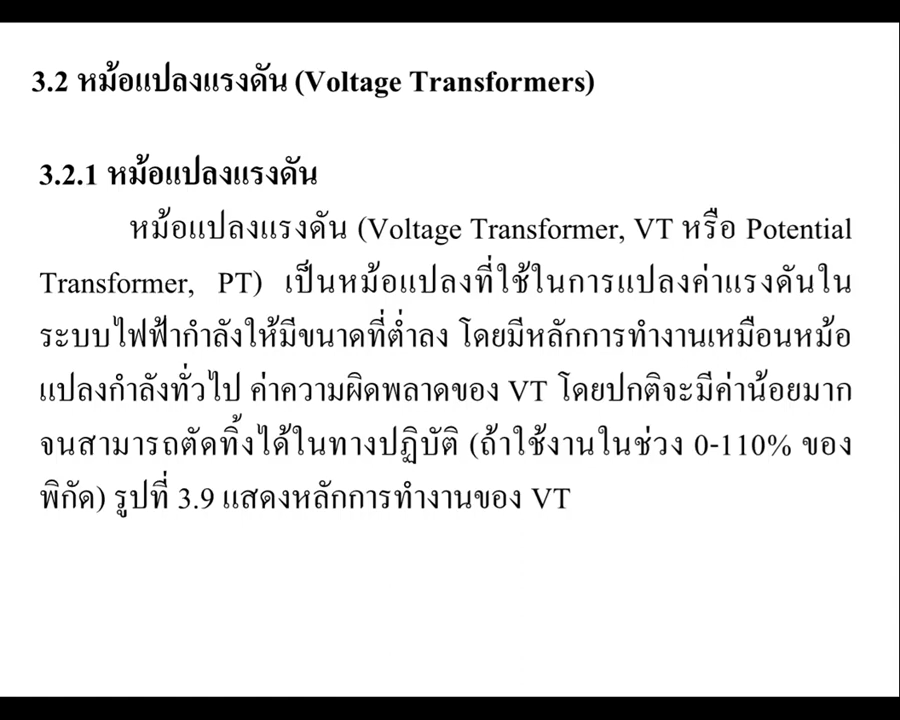 3.2 หม้อแปลงแรงดัน (Voltage Transformers)
3.2.1 หม้อแปลงแรงดัน
หม้อแปลงแรงดัน (Voltage Transformer, VT หรือ Potential
Transformer, PT) เป็นหม้อแปลงที่ใช้ในการแปลงค่าแรงดันใน
ระบบไฟฟ้ากำลังให้มีขนาดที่ต่ำลง โดยมีหลักการทำงานเหมือนหม้อ
แปลงกำลังทั่วไป ค่าความผิดพลาดของ VT โดยปกติจะมีค่าน้อยมาก
จนสามารถตัดทิ้งได้ในทางปฏิบัติ (ถ้าใช้งานในช่วง 0-110% ของ
พิกัด) รูปที่ 3.9 แสดงหลักการทำงานของ VT